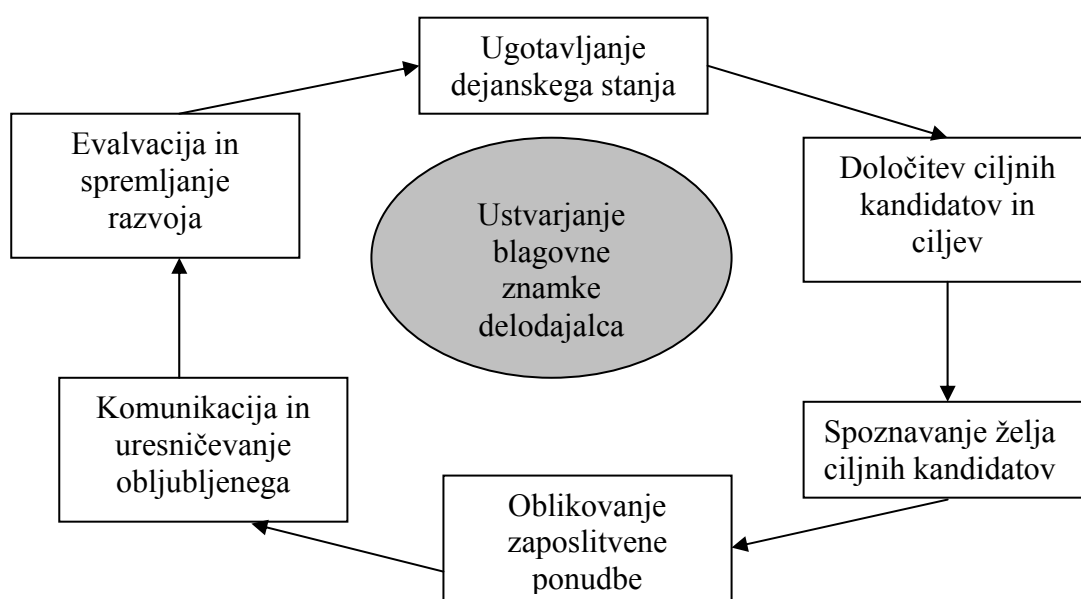 Ugotavljanje
dejanskega stanja
Določitev ciljnih
kandidatov in
ciljev
Spoznavanje želja
ciljnih kandidatov
Oblikovanje
zaposlitvene
ponudbe
Komunikacija in
uresničevanje
obljubljenega
Evalvacija in
spremljanje
razvoja
Ustvarjanje
blagovne
znamke
delodajalca